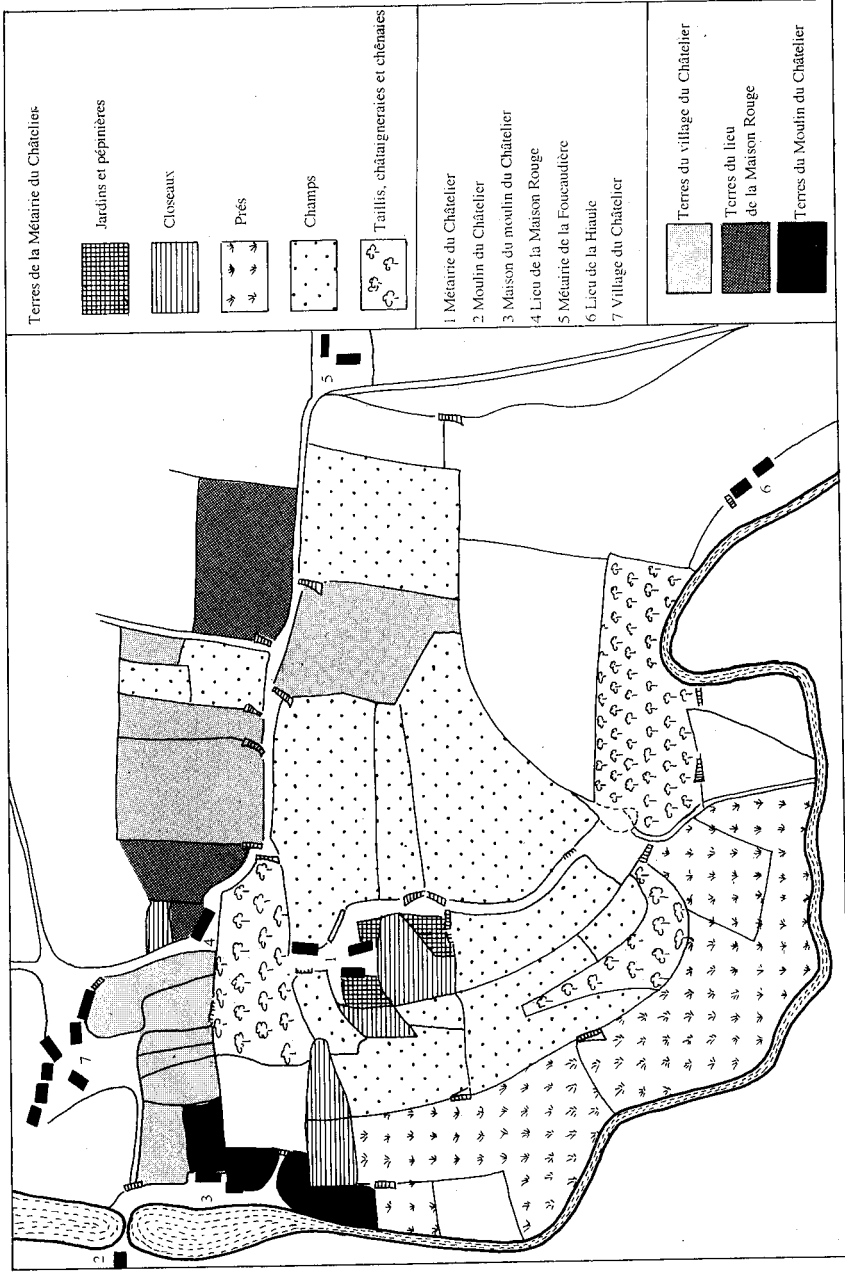 Terres de la Métairie du Châtelier
Jardins et pépinières
Closeaux
Prés
Champs
Taillis, châtaigneraies et chênaies
1 Métairie du Châtelier
2 Moulin du Châtelier
3 Maison du moulin du Châtelier
4 Lieu de la Maison Rouge
5 Métairie de la Foucaudière
6 Lieu de la Hiaule
7 Village du Châtelier
Terres du village du Châtelier
Terres du lieu
de la Maison Rouge
Terres du Moulin du Châtelier
1
2
3
4
5
6
7